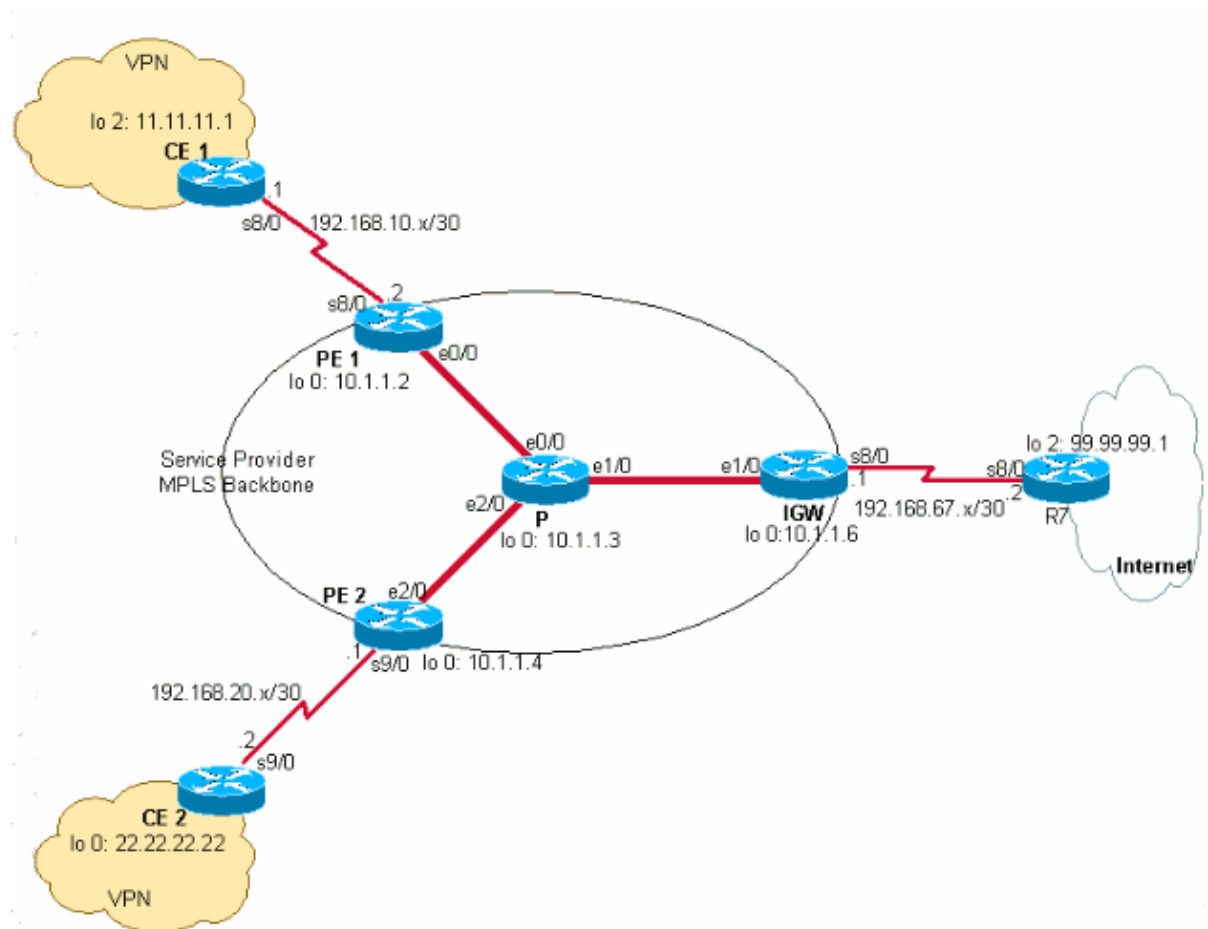 VPN
lo 2: 11.11.11.1
CE 1
.1
s8/0
192.168.10.x/30
.2
s8/0
PE 1
e0/0
lo 0: 10.1.1.2
Service Provider
MPLS Backbone
e0/0
e1/0
e1/0
e2/0
P
lo 0: 10.1.1.3
s8/0
.1
IGW
lo 0:10.1.1.6
192.168.67.x/30
lo 2: 99.99.99.1
s8/0
.2
R7
Internet
PE 2
e2/0
.1
s9/0
lo 0: 10.1.1.4
192.168.20.x/30
.2
s9/0
CE 2
lo 0: 22.22.22.22
VPN